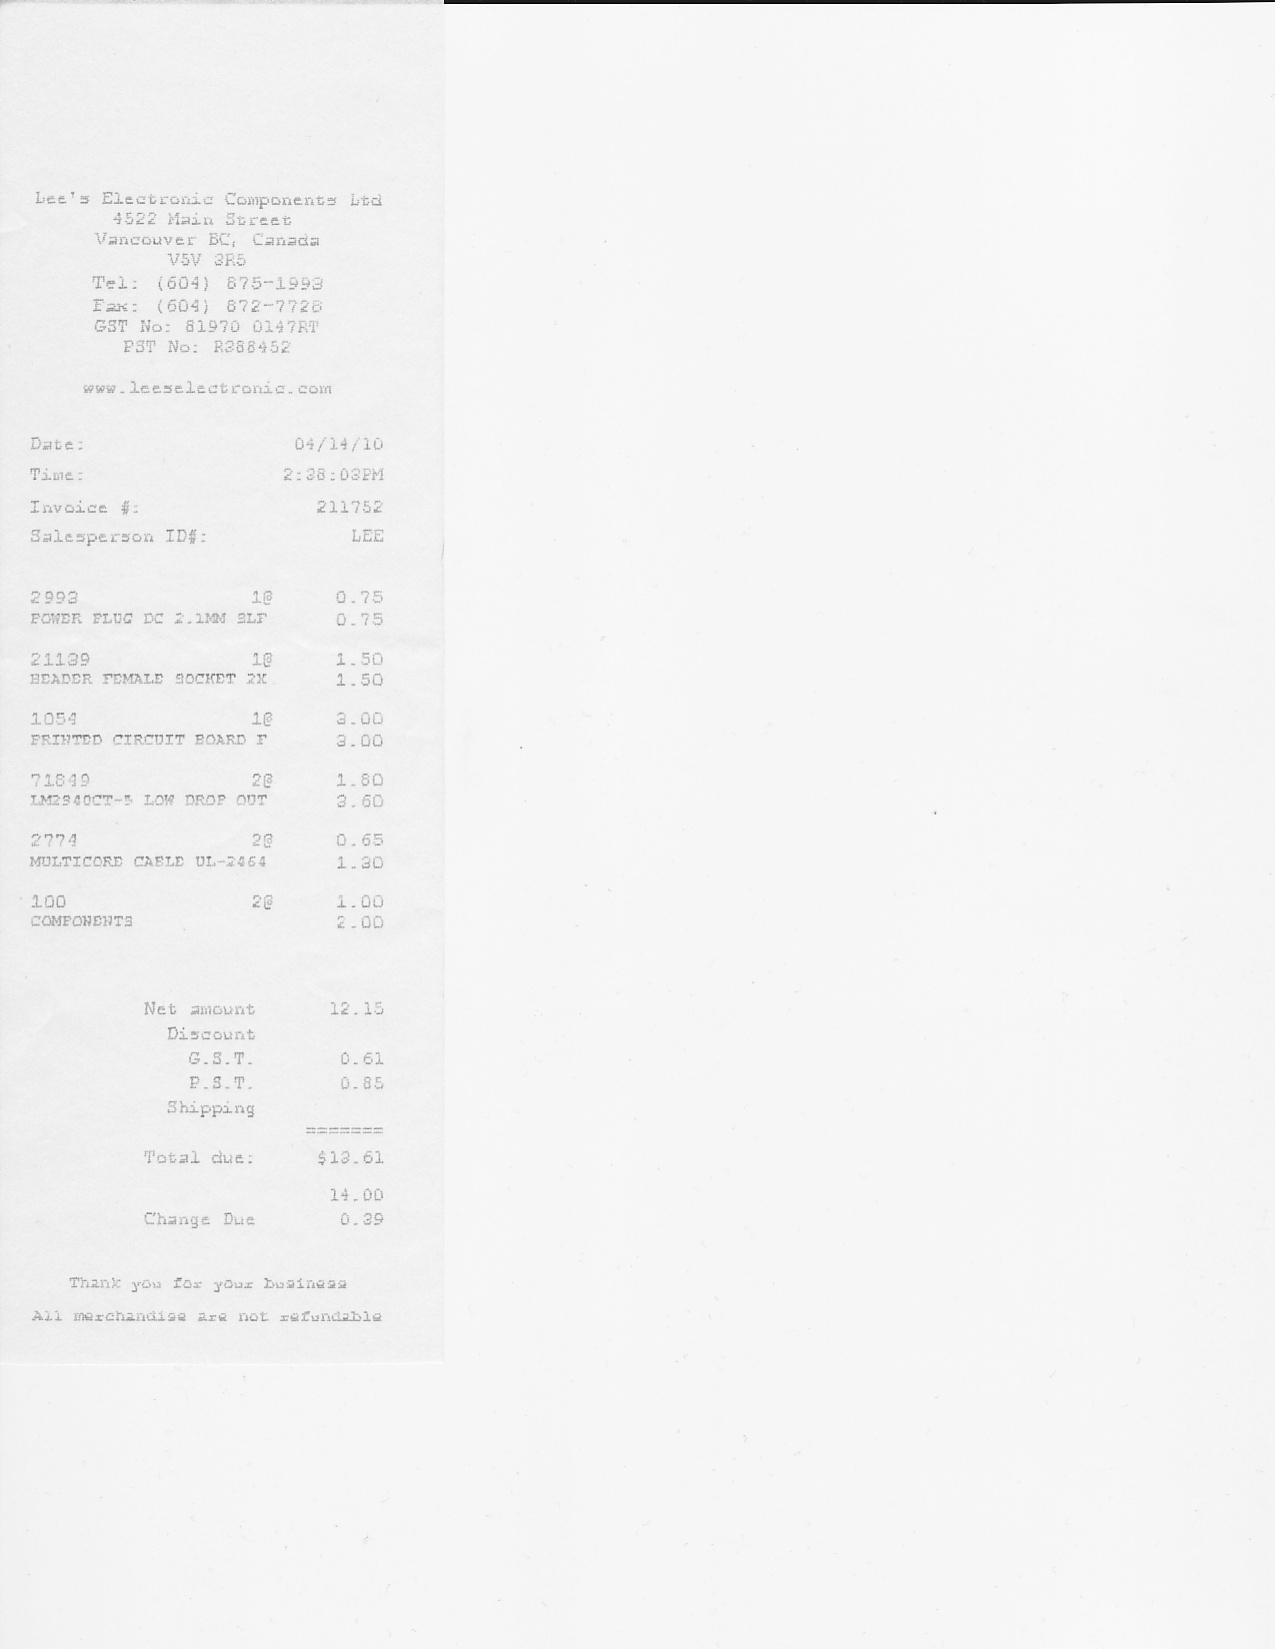 Lee's Electronic Components Ltd
4522 Main Street
Vancouver BC, Canada
V5V 3R5
Tel: (604) 875-1993
Fax: (604) 872-7728
GST No: 81970 0147RT
PST No: R388452
www.leeselectronic.com
Date: 04/14/10
Time: 2:38:03PM
Invoice #: 211752
Salesperson ID#: LEE
2993 1@ 0.75
POWER PLUG DC 2.1MM SLF 0.75
21139 1@ 1.50
HEADER FEMALE SOCKET 2X 1.50
1054 1@ 3.00
PRINTED CIRCUIT BOARD F 3.00
71849 2@ 1.80
LM2940CT-5 LOW DROP OUT 3.60
2774 2@ 0.65
MULTICORE CABLE UL-2464 1.30
100 2@ 1.00
COMPONENTS 2.00
Net amount 12.15
Discount
G.S.T. 0.61
P.S.T. 0.85
Shipping
=======
Total due: $13.61
14.00
Change Due 0.39
Thank you for your business
All merchandise are not refundable